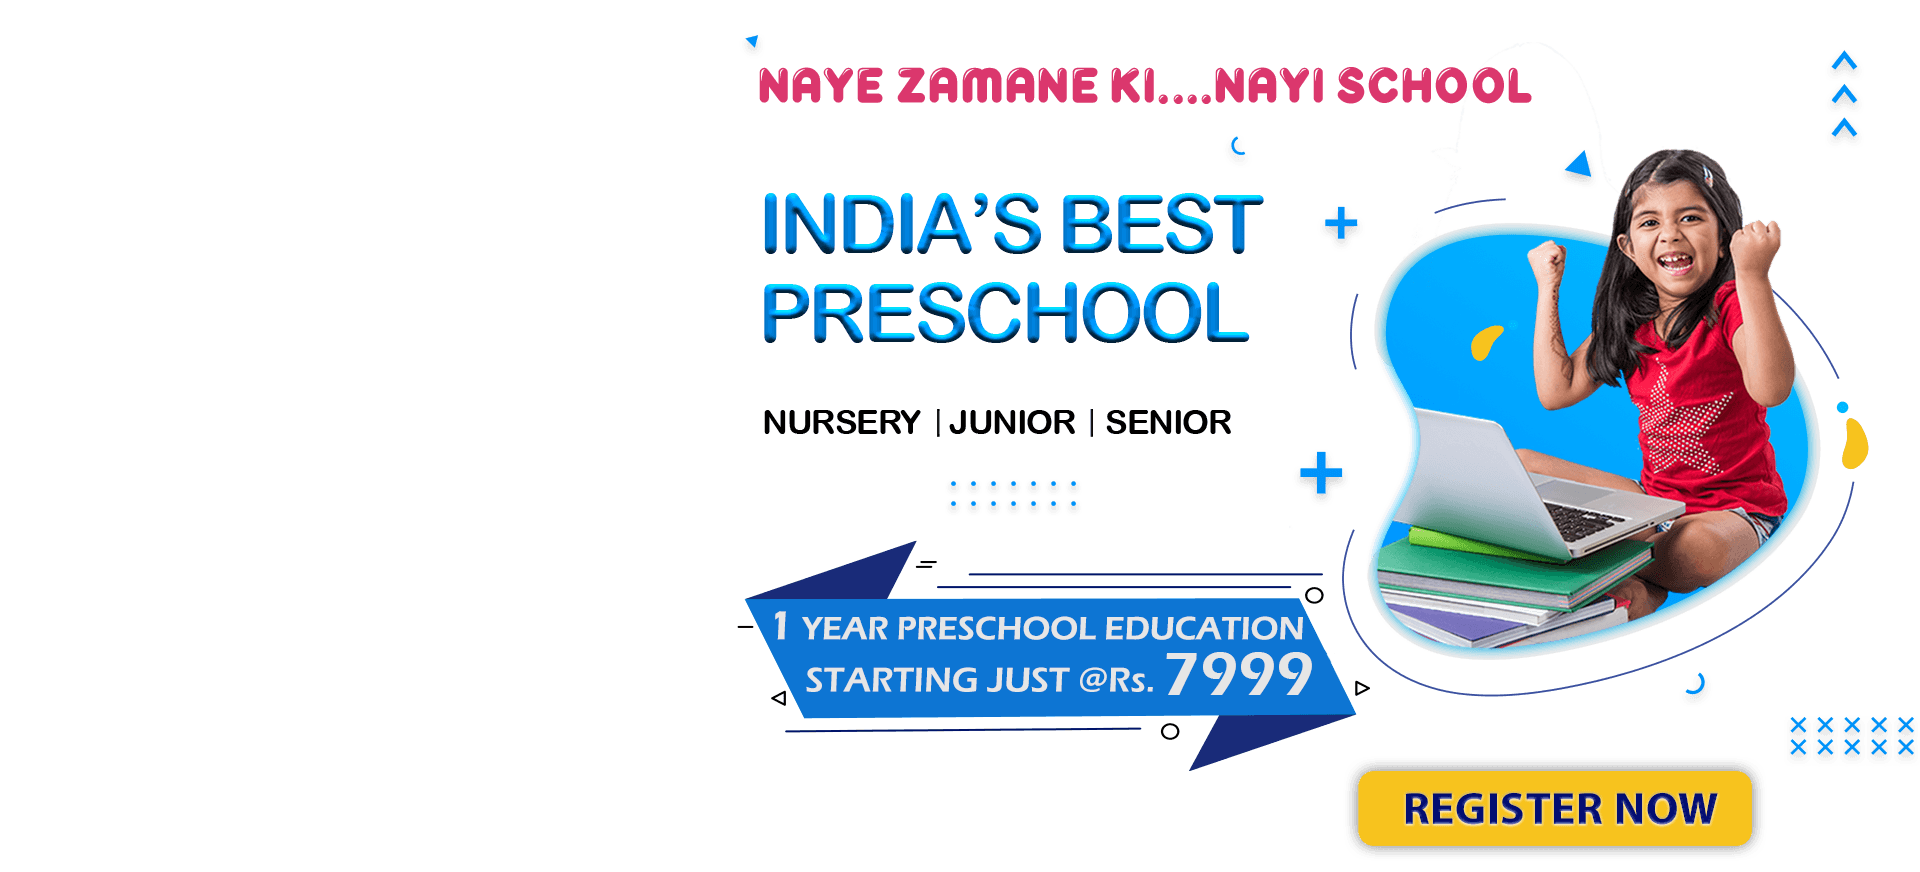 NAYE ZAMANE KI....NAYI SCHOOL
INDIA'S BEST
PRESCHOOL
NURSERY | JUNIOR | SENIOR
1 YEAR PRESCHOOL EDUCATION
STARTING JUST @Rs. 7999
REGISTER NOW